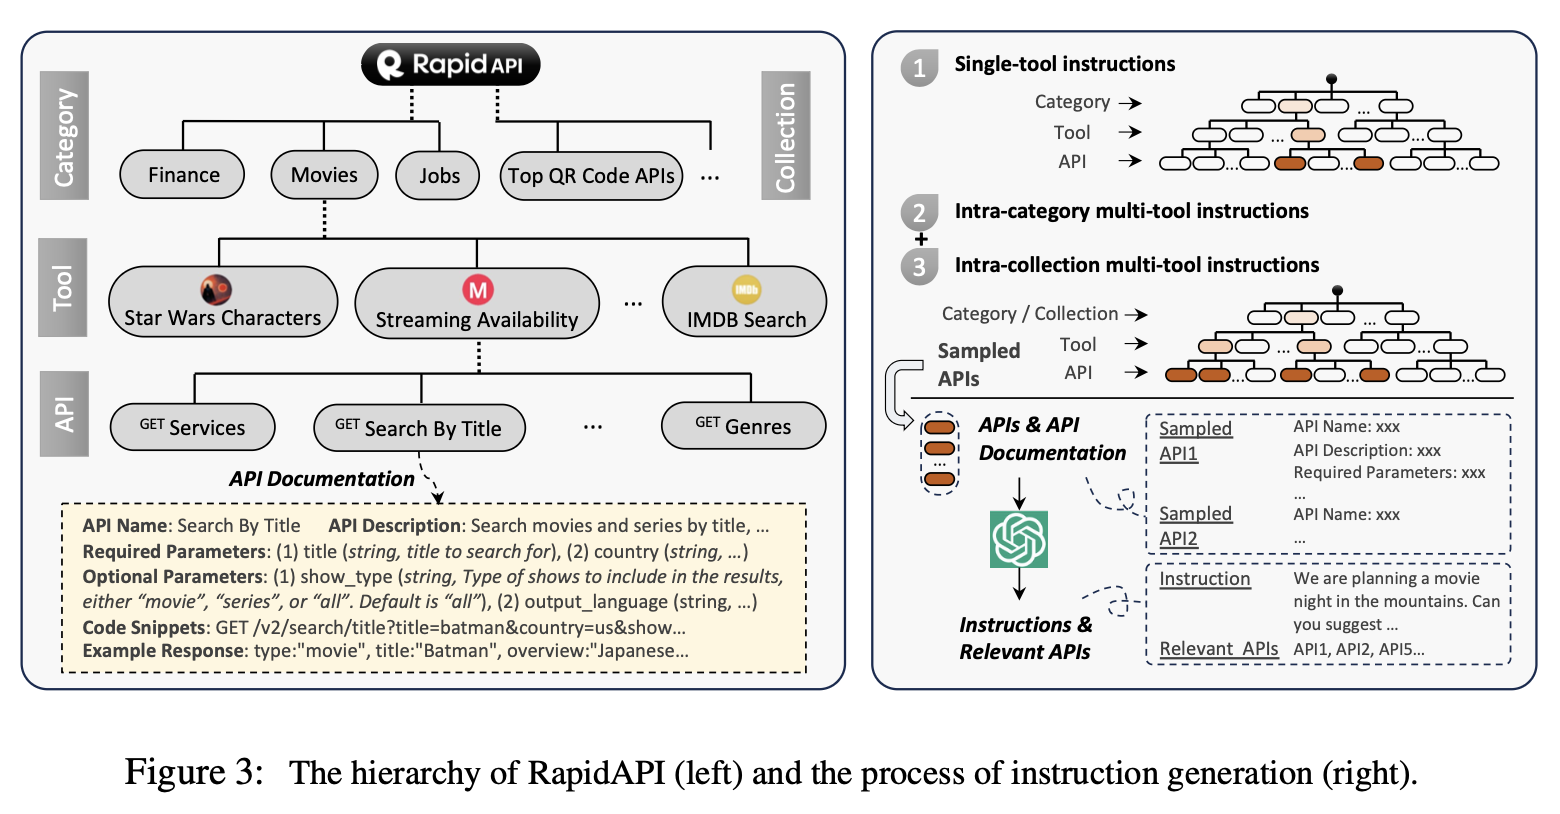 RapidAPI
Category
Collection
Finance
Movies
Jobs
Top QR Code APIs
...
Tool
Star Wars Characters
M
Streaming Availability
...
IMDb
IMDB Search
API
GET Services
GET Search By Title
...
GET Genres
API Documentation
API Name: Search By Title API Description: Search movies and series by title, ...
Required Parameters: (1) title (string, title to search for), (2) country (string, ...)
Optional Parameters: (1) show_type (string, Type of shows to include in the results,
either “movie”, “series”, or “all”. Default is “all”), (2) output_language (string, ...)
Code Snippets: GET /v2/search/title?title=batman&country=us&show...
Example Response: type:"movie", title:"Batman", overview:"Japanese...
1 Single-tool instructions
Category
...
Tool
... ...
API
... ... ...
2 Intra-category multi-tool instructions
+
3 Intra-collection multi-tool instructions
Category / Collection
...
Tool
... ...
Sampled
APIs
API
... ... ...
...
APIs & API
Documentation
Sampled
API1
API Name: xxx
API Description: xxx
Required Parameters: xxx
...
Sampled
API2
API Name: xxx
...
Instructions &
Relevant APIs
Instruction
We are planning a movie
night in the mountains. Can
you suggest ...
Relevant APIs
API1, API2, API5...
Figure 3: The hierarchy of RapidAPI (left) and the process of instruction generation (right).